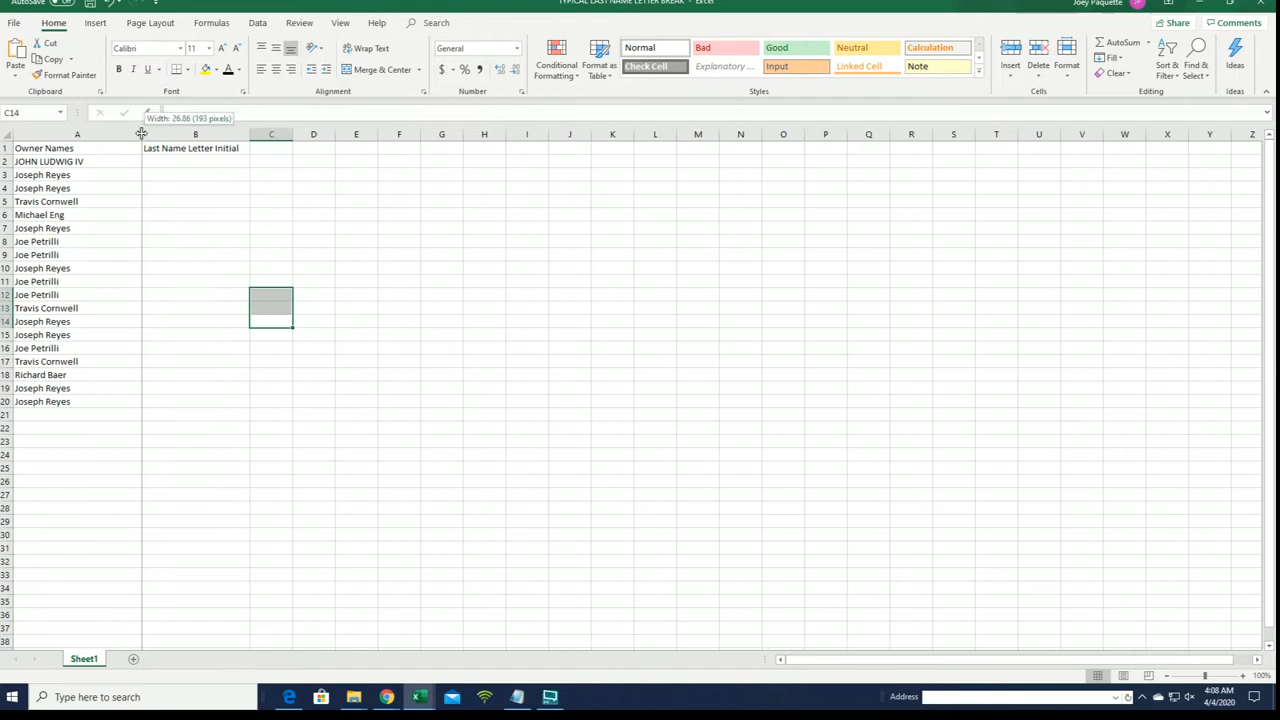 AutoSave Off TYPICAL LAST NAME LETTER BREAK - Excel Joey Paquette JP
File Home Insert Page Layout Formulas Data Review View Help Search Share Comments
Paste Cut Copy Format Painter Clipboard
Calibri 11 B I U A A A Font
Wrap Text Merge & Center Alignment
General $ % , Number
Conditional Formatting Format as Table
Normal Bad Good Neutral Calculation
Check Cell Explanatory ... Input Linked Cell Note
Styles
Insert Delete Format Cells
AutoSum Fill Clear Sort & Filter Find & Select Editing
Ideas Ideas
C14
Width: 26.86 (193 pixels)
A B C D E F G H I J K L M N O P Q R S T U V W X Y Z
1 Owner Names Last Name Letter Initial
2 JOHN LUDWIG IV
3 Joseph Reyes
4 Joseph Reyes
5 Travis Cornwell
6 Michael Eng
7 Joseph Reyes
8 Joe Petrilli
9 Joe Petrilli
10 Joseph Reyes
11 Joe Petrilli
12 Joe Petrilli
13 Travis Cornwell
14 Joseph Reyes
15 Joseph Reyes
16 Joe Petrilli
17 Travis Cornwell
18 Richard Baer
19 Joseph Reyes
20 Joseph Reyes
21
22
23
24
25
26
27
28
29
30
31
32
33
34
35
36
37
38
Sheet1
100%
Type here to search Address 4:08 AM
4/4/2020